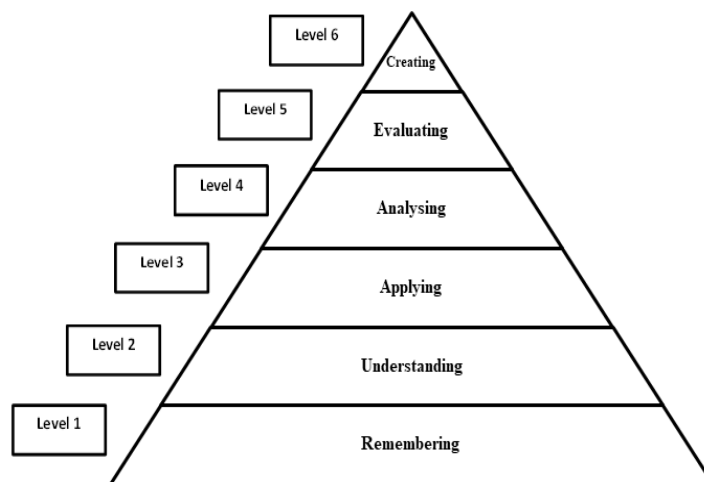 Level 6
Creating
Level 5
Evaluating
Level 4
Analysing
Level 3
Applying
Level 2
Understanding
Level 1
Remembering